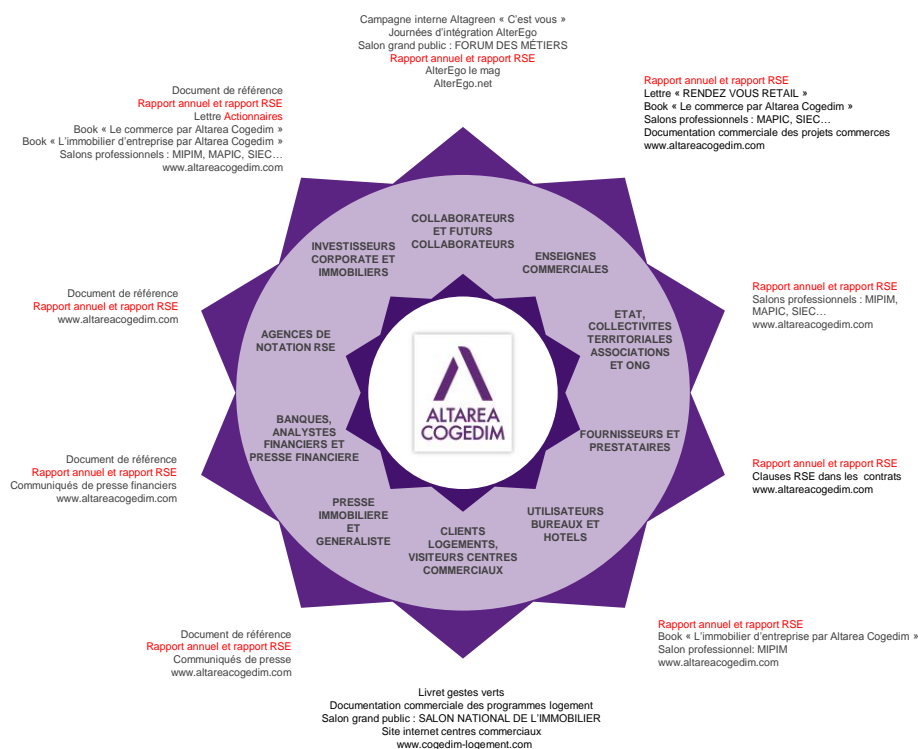 Campagne interne Altagreen « C'est vous »
Journées d'intégration AlterEgo
Salon grand public : FORUM DES MÉTIERS
Rapport annuel et rapport RSE
AlterEgo le mag
AlterEgo.net
Document de référence
Rapport annuel et rapport RSE
Lettre Actionnaires
Book « Le commerce par Altarea Cogedim »
Book « L'immobilier d'entreprise par Altarea Cogedim »
Salons professionnels : MIPIM, MAPIC, SIEC…
www.altareacogedim.com
Rapport annuel et rapport RSE
Lettre « RENDEZ VOUS RETAIL »
Book « Le commerce par Altarea Cogedim »
Salons professionnels : MAPIC, SIEC…
Documentation commerciale des projets commerces
www.altareacogedim.com
COLLABORATEURS
ET FUTURS
COLLABORATEURS
INVESTISSEURS
CORPORATE ET
IMMOBILIERS
ENSEIGNES
COMMERCIALES
Document de référence
Rapport annuel et rapport RSE
www.altareacogedim.com
AGENCES DE
NOTATION RSE
ETAT,
COLLECTIVITES
TERRITORIALES
ASSOCIATIONS
ET ONG
Rapport annuel et rapport RSE
Salons professionnels : MIPIM,
MAPIC, SIEC…
www.altareacogedim.com
ALTAREA
COGEDIM
BANQUES,
ANALYSTES
FINANCIERS ET
PRESSE FINANCIERE
FOURNISSEURS ET
PRESTATAIRES
Document de référence
Rapport annuel et rapport RSE
Communiqués de presse financiers
www.altareacogedim.com
Rapport annuel et rapport RSE
Clauses RSE dans les contrats
www.altareacogedim.com
PRESSE
IMMOBILIERE
ET
GENERALISTE
CLIENTS
LOGEMENTS,
VISITEURS CENTRES
COMMERCIAUX
UTILISATEURS
BUREAUX ET
HOTELS
Document de référence
Rapport annuel et rapport RSE
Communiqués de presse
www.altareacogedim.com
Rapport annuel et rapport RSE
Book « L'immobilier d'entreprise par Altarea Cogedim »
Salon professionnel: MIPIM
www.altareacogedim.com
Livret gestes verts
Documentation commerciale des programmes logement
Salon grand public : SALON NATIONAL DE L'IMMOBILIER
Site internet centres commerciaux
www.cogedim-logement.com